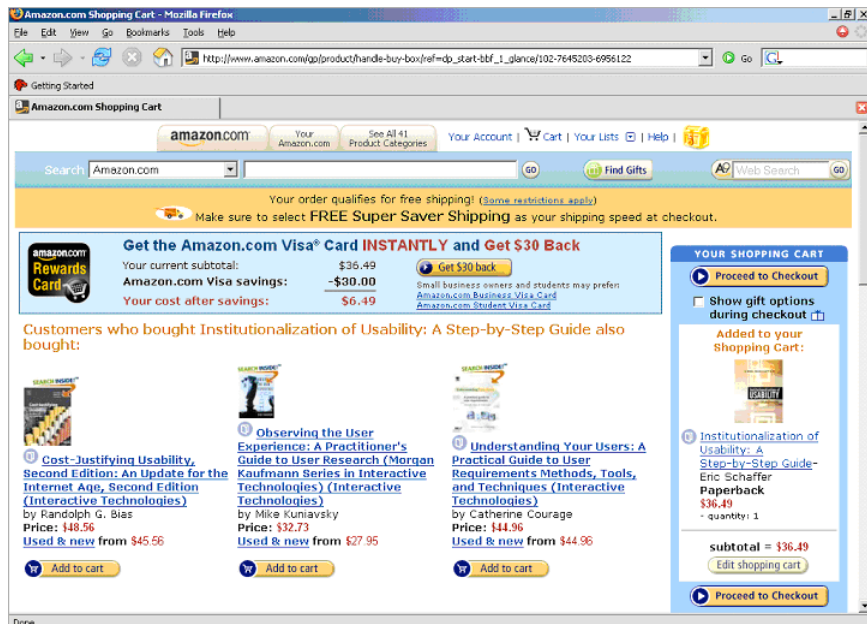 Amazon.com Shopping Cart - Mozilla Firefox
File Edit View Go Bookmarks Tools Help
http://www.amazon.com/gp/product/handle-buy-box/ref=dp_start-bbf_1_glance/102-7645203-6956122
Go
Getting Started
Amazon.com Shopping Cart
amazon.com
Your Amazon.com
See All 41 Product Categories
Your Account | Cart | Your Lists | Help |
Search Amazon.com GO Find Gifts A9 Web Search GO
Your order qualifies for free shipping! (Some restrictions apply)
Make sure to select FREE Super Saver Shipping as your shipping speed at checkout.
amazon.com
Rewards
Card
Get the Amazon.com Visa® Card INSTANTLY and Get $30 Back
Your current subtotal: $36.49
Amazon.com Visa savings: -$30.00
Your cost after savings: $6.49
Get $30 back
Small business owners and students may prefer:
Amazon.com Business Visa Card
Amazon.com Student Visa Card
Customers who bought Institutionalization of Usability: A Step-by-Step Guide also
bought:
SEARCH INSIDE!™
Cost-Justifying Usability,
Second Edition: An Update for the
Internet Age, Second Edition
(Interactive Technologies)
by Randolph G. Bias
Price: $48.56
Used & new from $45.56
Add to cart
SEARCH INSIDE!™
Observing the User
Experience: A Practitioner's
Guide to User Research (Morgan
Kaufmann Series in Interactive
Technologies) (Interactive
Technologies)
by Mike Kuniavsky
Price: $32.73
Used & new from $27.95
Add to cart
SEARCH INSIDE!™
Understanding Your Users: A
Practical Guide to User
Requirements Methods, Tools,
and Techniques (Interactive
Technologies)
by Catherine Courage
Price: $44.96
Used & new from $44.96
Add to cart
YOUR SHOPPING CART
Proceed to Checkout
Show gift options
during checkout
Added to your
Shopping Cart:
USABILITY
Institutionalization of
Usability: A
Step-by-Step Guide-
Eric Schaffer
Paperback
$36.49
- quantity: 1
subtotal = $36.49
Edit shopping cart
Proceed to Checkout
Done